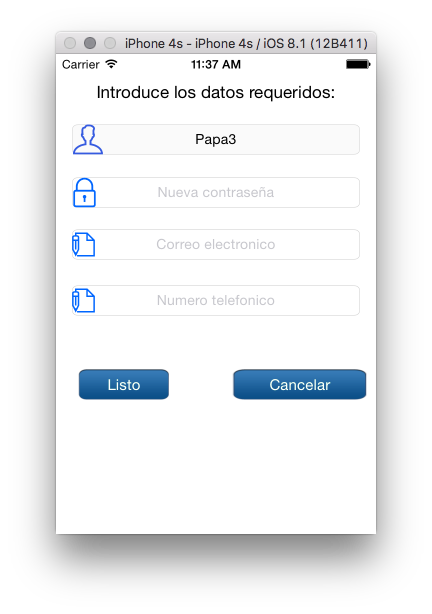 iPhone 4s - iPhone 4s / iOS 8.1 (12B411)
Carrier 11:37 AM
Introduce los datos requeridos:
Papa3
Nueva contraseña
Correo electronico
Numero telefonico
Listo Cancelar